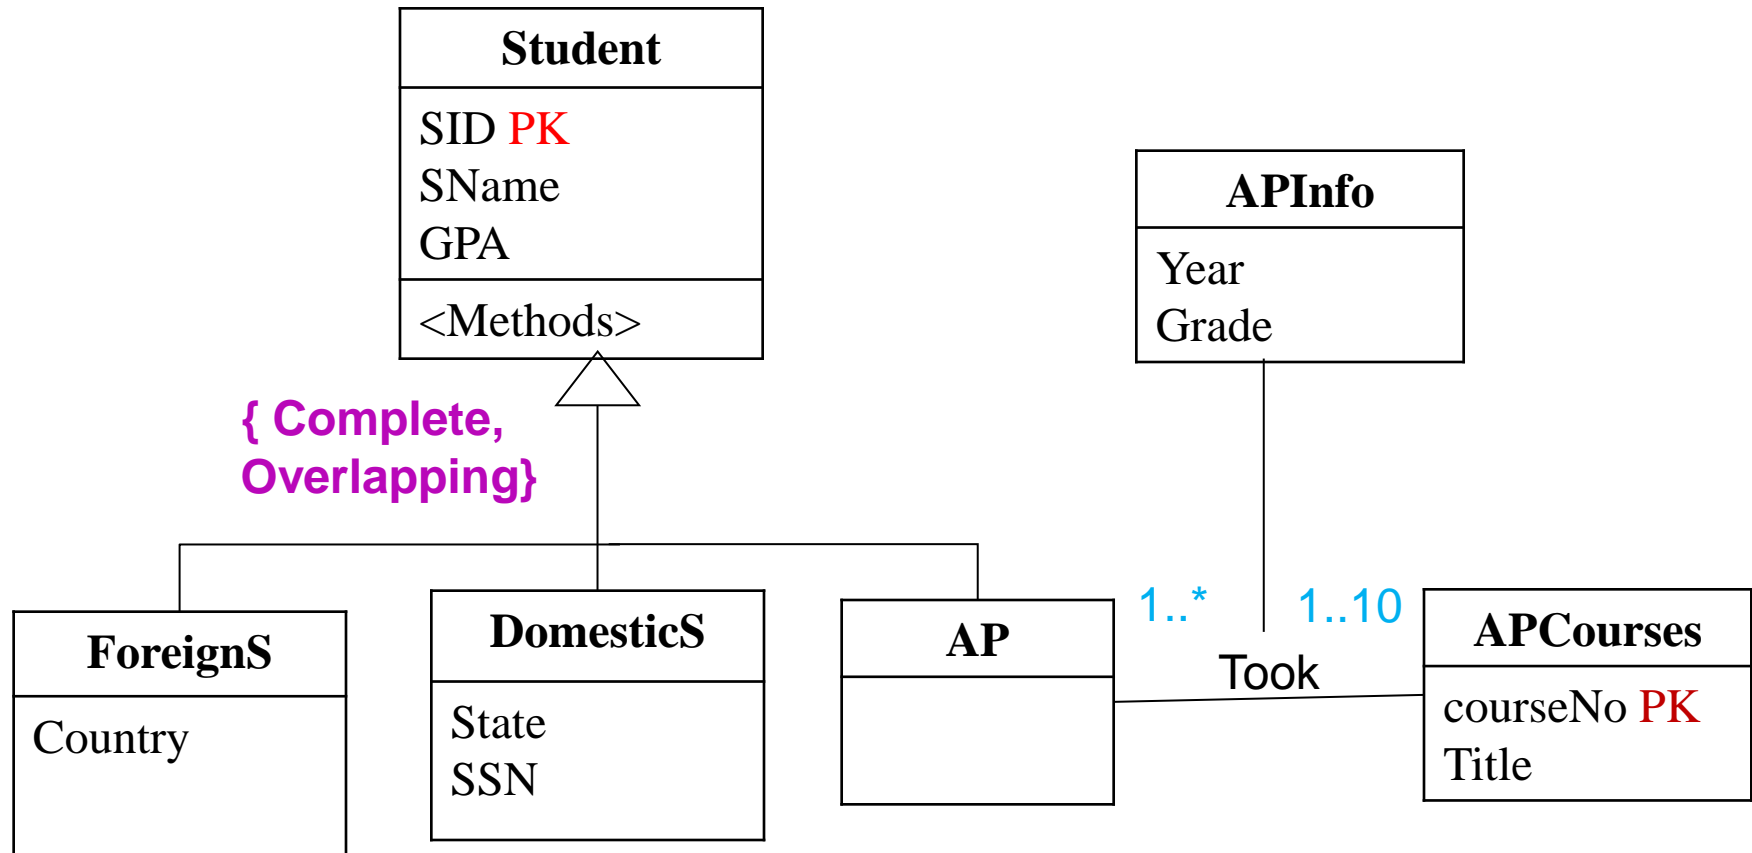 Student
SID PK
SName
GPA
<Methods>
APInfo
Year
Grade
{ Complete,
Overlapping}
ForeignS
Country
DomesticS
State
SSN
AP
1..*
1..10
Took
APCourses
courseNo PK
Title